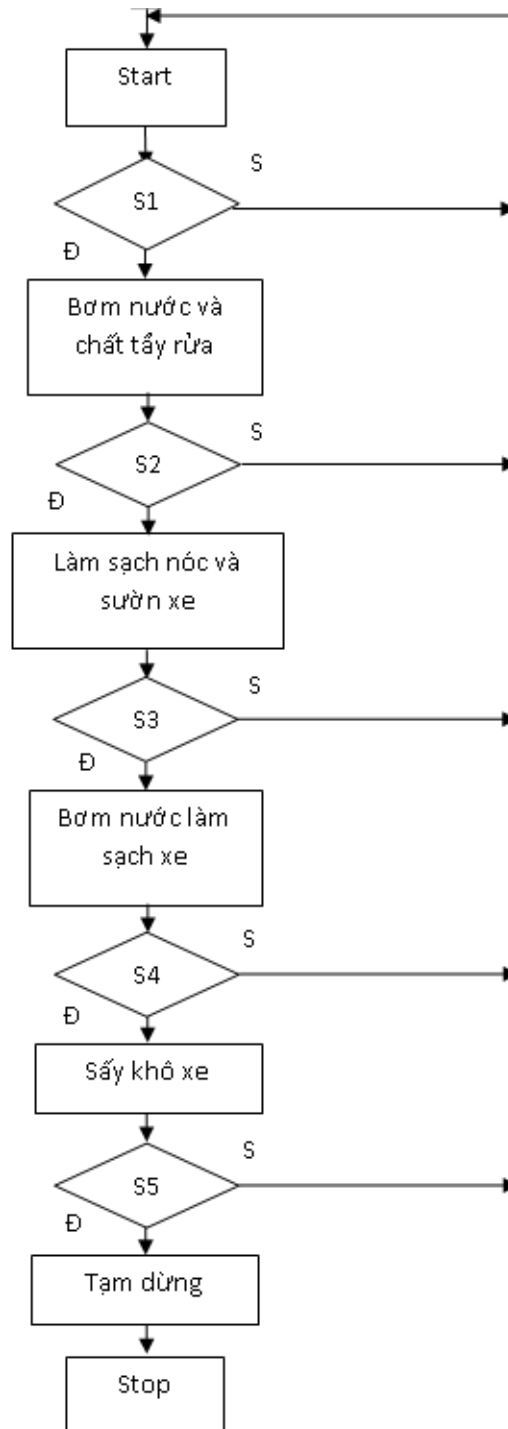 Start
S
S1
Đ
Bơm nước và
chất tẩy rửa
S
S2
Đ
Làm sạch nóc và
sườn xe
S
S3
Đ
Bơm nước làm
sạch xe
S
S4
Đ
Sấy khô xe
S
S5
Đ
Tạm dừng
Stop